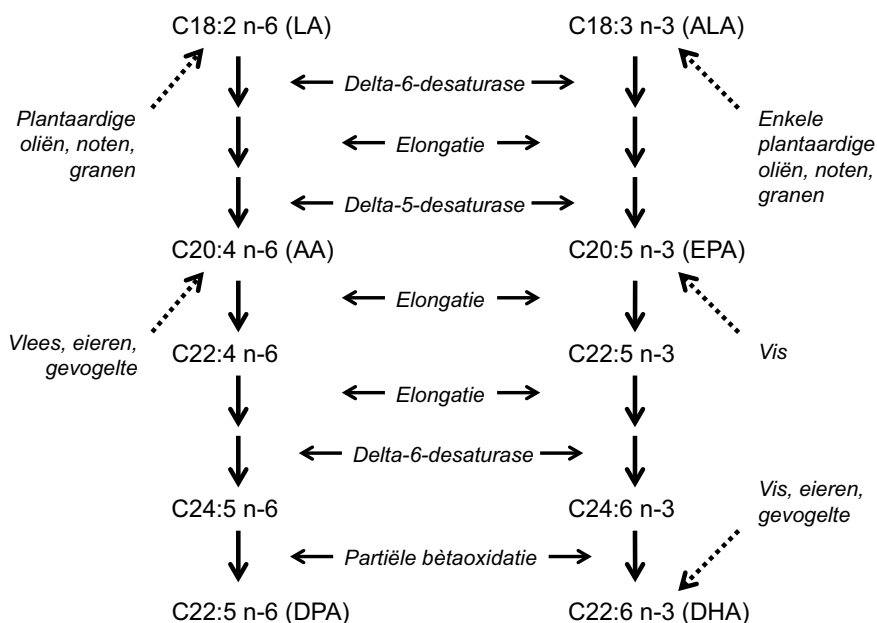 C18:2 n-6 (LA)
C18:3 n-3 (ALA)
Delta-6-desaturase
Plantaardige
oliën, noten,
granen
Elongatie
Enkele
plantaardige
oliën, noten,
granen
Delta-5-desaturase
C20:4 n-6 (AA)
C20:5 n-3 (EPA)
Elongatie
Vlees, eieren,
gevogelte
Vis
C22:4 n-6
C22:5 n-3
Elongatie
Delta-6-desaturase
Vis, eieren,
gevogelte
C24:5 n-6
C24:6 n-3
Partiële bètaoxidatie
C22:5 n-6 (DPA)
C22:6 n-3 (DHA)